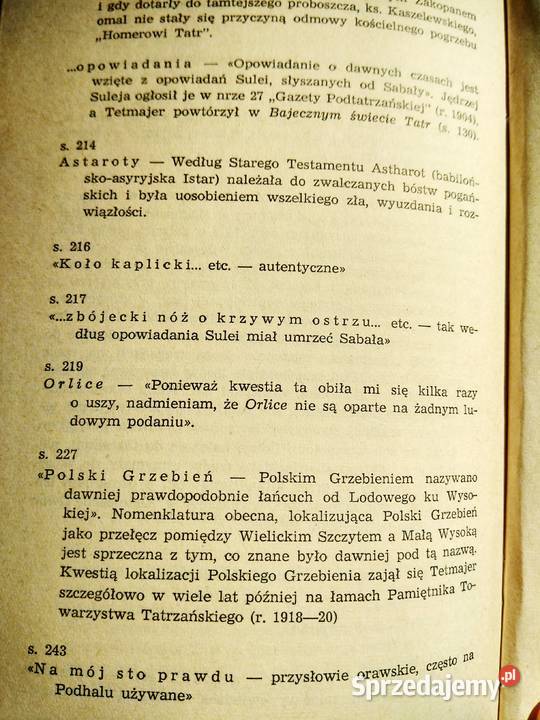 Zakopanem
i gdy dotarły do tamtejszego proboszcza, ks. Kaszelewskiego,
omal nie stały się przyczyną odmowy kościelnego pogrzebu
„Homerowi Tatr".
...opowiadania — «Opowiadanie o dawnych czasach jest
wzięte z opowiadań Sulei, słyszanych od Sabały». Jędrzej
Suleja ogłosił je w nrze 27 „Gazety Podtatrzańskiej" (r. 1904),
a Tetmajer powtórzył w Bajecznym świecie Tatr (s. 130).
s. 214
Astaroty — Według Starego Testamentu Astharot (babiloń-
sko-asyryjska Istar) należała do zwalczanych bóstw pogań-
skich i była uosobieniem wszelkiego zła, wyuzdania i roz-
wiązłości.
s. 216
«Koło kaplicki... etc. — autentyczne»
s. 217
«...zbójecki nóż o krzywym ostrzu... etc. — tak we-
dług opowiadania Sulei miał umrzeć Sabała»
s. 219
Orlice — «Ponieważ kwestia ta obiła mi się kilka razy
o uszy, nadmieniam, że Orlice nie są oparte na żadnym lu-
dowym podaniu».
s. 227
«Polski Grzebień — Polskim Grzebieniem nazywano
dawniej prawdopodobnie łańcuch od Lodowego ku Wyso-
kiej». Nomenklatura obecna, lokalizująca Polski Grzebień
jako przełęcz pomiędzy Wielickim Szczytem a Małą Wysoką
jest sprzeczna z tym, co znane było dawniej pod tą nazwą.
Kwestią lokalizacji Polskiego Grzebienia zajął się Tetmajer
szczegółowo w wiele lat później na łamach Pamiętnika To-
warzystwa Tatrzańskiego (r. 1918—20)
s. 243
«Na mój sto prawdu — przysłowie orawskie, często na
Podhalu używane»
Sprzedajemy.pl